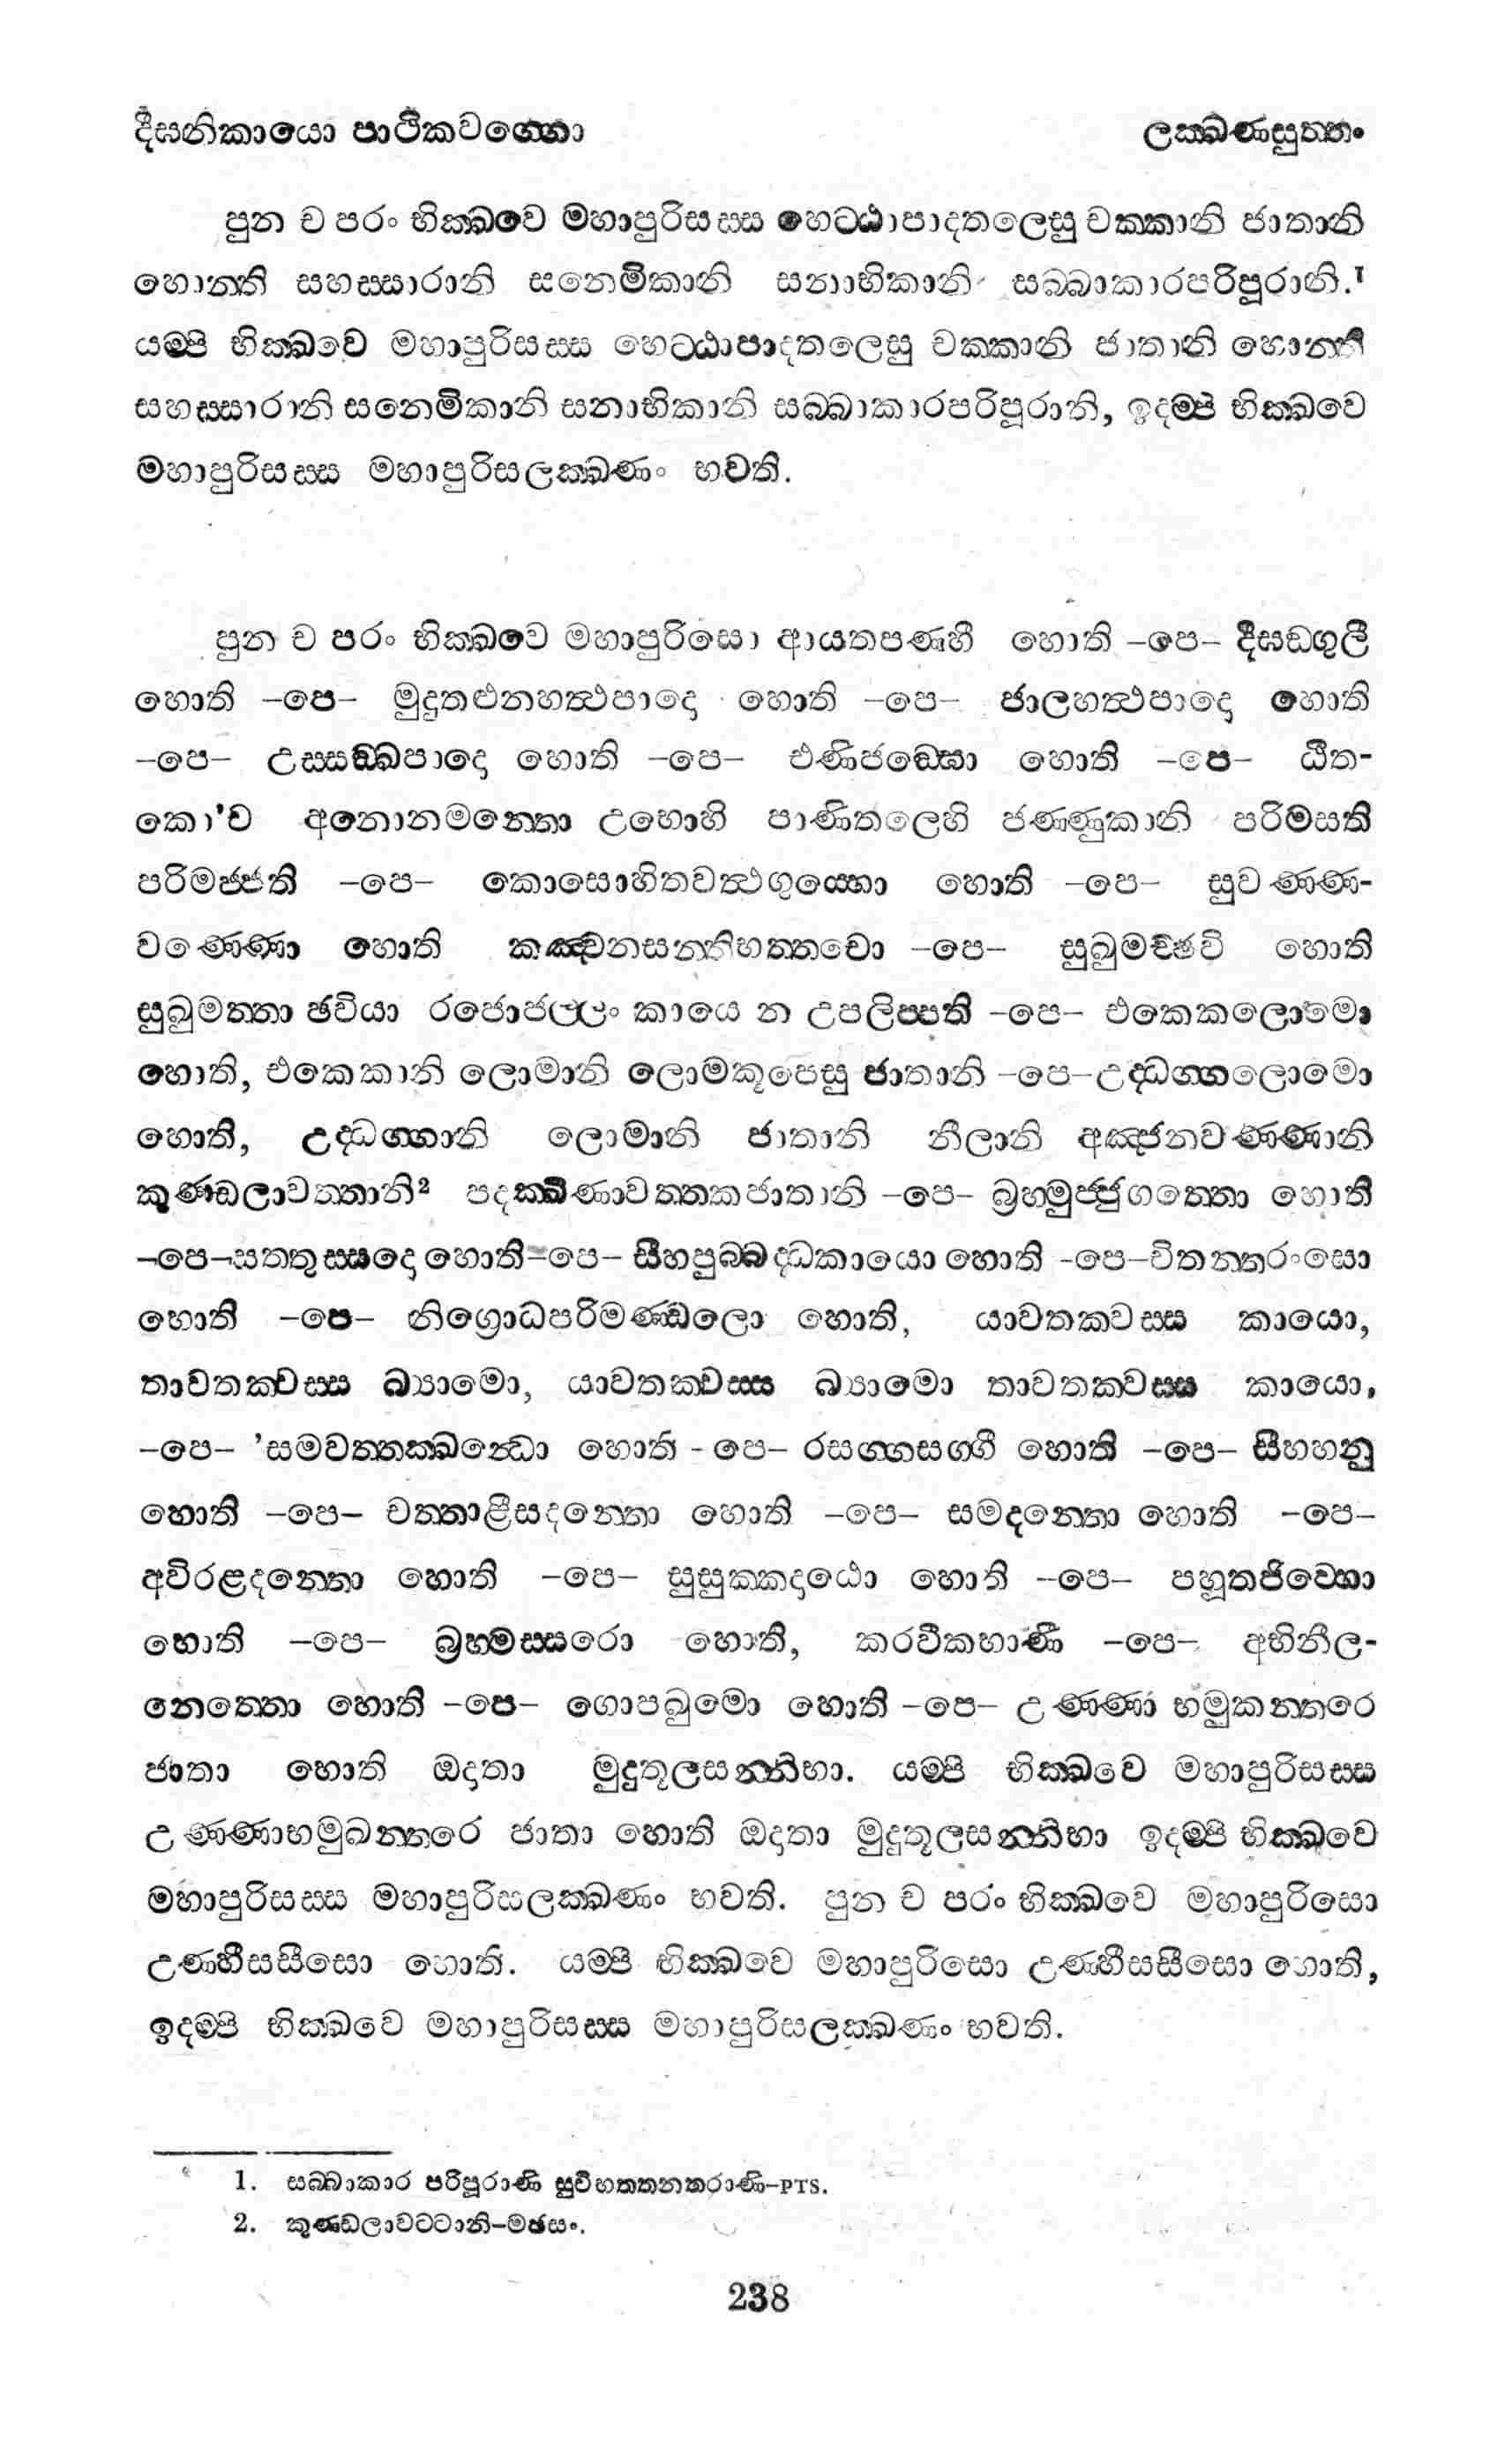 දීඝනිකායො පාථිකවග්ගො
ලක්ඛණසුත්තං
පුන ච පරං භික්ඛවෙ මහාපුරිසස්ස හෙට්ඨාපාදතලෙසු චක්කානි ජාතානි
හොන්ති සහස්සාරානි සනෙමිකානි සනාභිකානි සබ්බාකාරපරිපූරානි.1
යම්පි භික්ඛවෙ මහාපුරිසස්ස හෙට්ඨාපාදතලෙසු චක්කානි ජාතානි හොන්ති
සහස්සාරානි සනෙමිකානි සනාභිකානි සබ්බාකාරපරිපූරානි, ඉදම්පි භික්ඛවෙ
මහාපුරිසස්ස මහාපුරිසලක්ඛණං භවති.
පුන ච පරං භික්ඛවෙ මහාපුරිසො ආයතපණ්හී හොති –පෙ– දීඝඞගුලී
හොති –පෙ– මුදුතළුනහත්ථපාදො හොති –පෙ– ජාලහත්ථපාදො හොති
–පෙ– උස්සඞ්ඛපාදො හොති –පෙ– එණිජඞ්ඝො හොති –පෙ– ඨිත-
කො'ව අනොනමන්තො උභොහි පාණිතලෙහි ජණ්ණුකානි පරිමසති
පරිමජ්ජති –පෙ– කොසොහිතවත්ථගුය්හො හොති –පෙ– සුවණ්ණ-
වණ්ණො හොති කඤ්චනසන්නිභත්තචො –පෙ– සුඛුමච්ඡවි හොති
සුඛුමත්තා ඡවියා රජොජල්ලං කායෙ න උපලිප්පති –පෙ– එකෙකලොමො
හොති, එකෙකානි ලොමානි ලොමකූපෙසු ජාතානි –පෙ–උද්ධග්ගලොමො
හොති, උද්ධග්ගානි ලොමානි ජාතානි නීලානි අඤ්ජනවණ්ණානි
කුණ්ඩලාවත්තානි2 පදක්ඛිණාවත්තකජාතානි –පෙ– බ්‍රහ්මුජ්ජුගත්තො හොති
–පෙ–සත්තුස්සදො හොති–පෙ– සීහපුබ්බද්ධකායො හොති -පෙ–චිතන්තරංසො
හොති –පෙ– නිග්‍රොධපරිමණ්ඩලො හොති, යාවතක්වස්ස කායො,
තාවතක්වස්ස බ්‍යාමො, යාවතක්වස්ස බ්‍යාමො තාවතක්වස්ස කායො,
–පෙ– 'සමවත්තක්ඛන්ධො හොති - පෙ– රසග්ගසග්ගී හොති –පෙ– සීහහනු
හොති –පෙ– චත්තාළීසදන්තො හොති –පෙ– සමදන්තො හොති –පෙ–
අවිරළදන්තො හොති –පෙ– සුසුක්කදාඨො හොති –පෙ– පහූතජිව්හො
හොති –පෙ– බ්‍රහ්මස්සරො හොති, කරවීකභාණී –පෙ– අභිනීල-
නෙත්තො හොති –පෙ– ගොපඛුමො හොති –පෙ– උණ්ණා භමුකන්තරෙ
ජාතා හොති ඔදාතා මුදුතූලසන්නිභා. යම්පි භික්ඛවෙ මහාපුරිසස්ස
උණ්ණාභමුඛන්තරෙ ජාතා හොති ඔදාතා මුදුතූලසන්නිභා ඉදම්පි භික්ඛවෙ
මහාපුරිසස්ස මහාපුරිසලක්ඛණං භවති. පුන ච පරං භික්ඛවෙ මහාපුරිසො
උණ්හීසසීසො හොති. යම්පි භික්ඛවෙ මහාපුරිසො උණ්හීසසීසො හොති,
ඉදම්පි භික්ඛවෙ මහාපුරිසස්ස මහාපුරිසලක්ඛණං භවති.
1. සබ්බාකාර පරිපූරාණි සුවිභත්තන්තරාණි–PTS.
2. කුණ්ඩලාවට්ටානි–මඡසං.
238